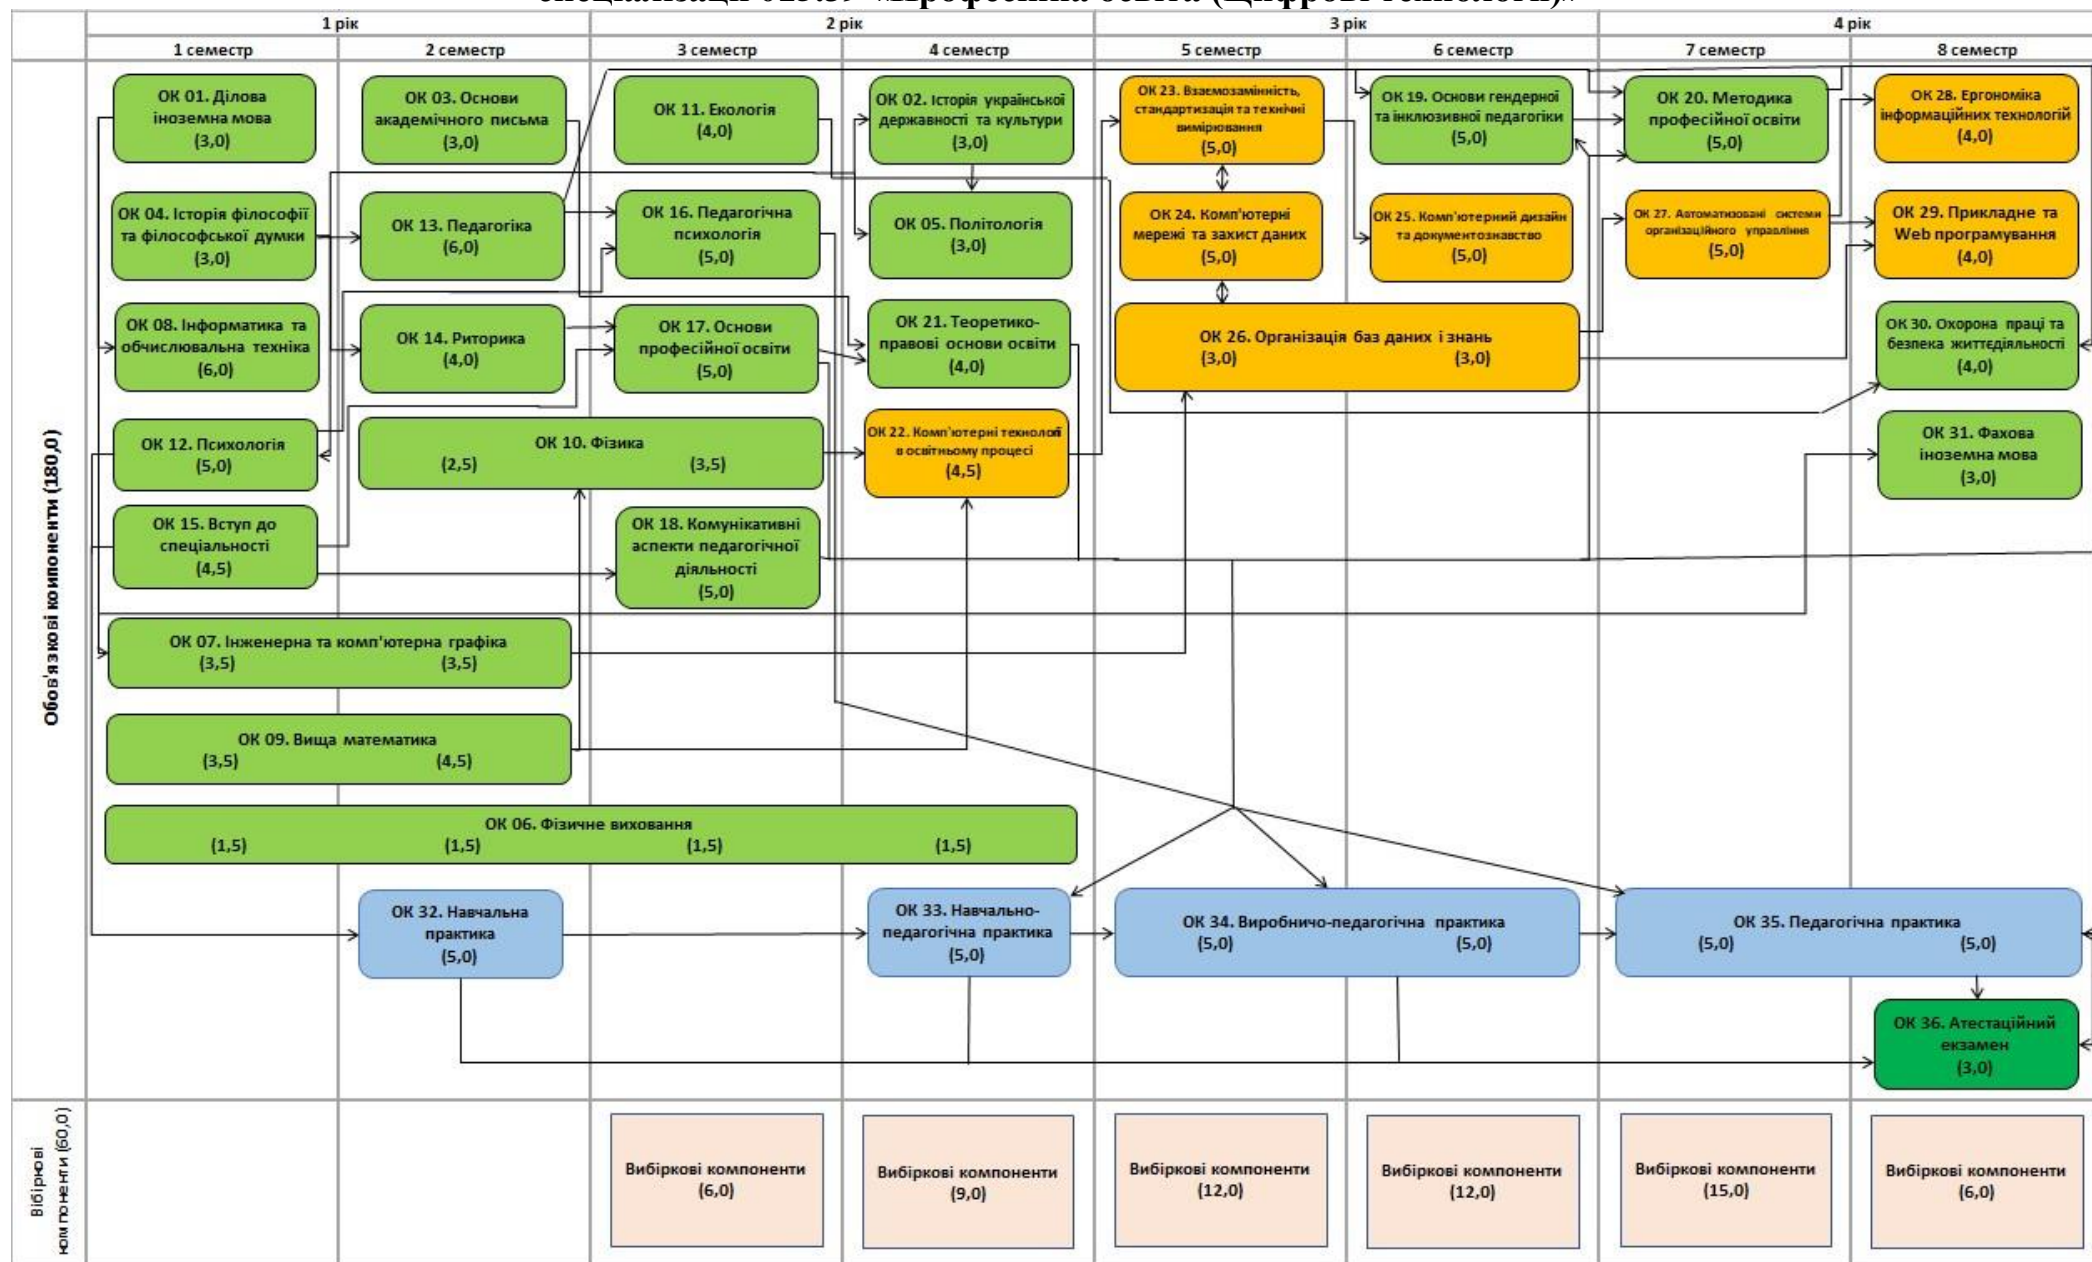 спеціалізації 015.39 «Професійна освіта (Цифрові технології)»
1 рік
2 рік
3 рік
4 рік
1 семестр
2 семестр
3 семестр
4 семестр
5 семестр
6 семестр
7 семестр
8 семестр
Обов'язкові компоненти (180,0)
ОК 01. Ділова
іноземна мова
(3,0)
ОК 03. Основи
академічного письма
(3,0)
ОК 11. Екологія
(4,0)
ОК 02. Історія української
державності та культури
(3,0)
ОК 23. Взаємозамінність,
стандартизація та технічні
вимірювання
(5,0)
ОК 19. Основи гендерної
та інклюзивної педагогіки
(5,0)
ОК 20. Методика
професійної освіти
(5,0)
ОК 28. Ергономіка
інформаційних технологій
(4,0)
ОК 04. Історія філософії
та філософської думки
(3,0)
ОК 13. Педагогіка
(6,0)
ОК 16. Педагогічна
психологія
(5,0)
ОК 05. Політологія
(3,0)
ОК 24. Комп'ютерні
мережі та захист даних
(5,0)
ОК 25. Комп'ютерний дизайн
та документознавство
(5,0)
ОК 27. Автоматизовані системи
організаційного управління
(5,0)
ОК 29. Прикладне та
Web програмування
(4,0)
ОК 08. Інформатика та
обчислювальна техніка
(6,0)
ОК 14. Риторика
(4,0)
ОК 17. Основи
професійної освіти
(5,0)
ОК 21. Теоретико-
правові основи освіти
(4,0)
ОК 26. Організація баз даних і знань
(3,0) (3,0)
ОК 30. Охорона праці та
безпека життєдіяльності
(4,0)
ОК 12. Психологія
(5,0)
ОК 10. Фізика
(2,5) (3,5)
ОК 22. Комп'ютерні технології
в освітньому процесі
(4,5)
ОК 31. Фахова
іноземна мова
(3,0)
ОК 15. Вступ до
спеціальності
(4,5)
ОК 18. Комунікативні
аспекти педагогічної
діяльності
(5,0)
ОК 07. Інженерна та комп'ютерна графіка
(3,5) (3,5)
ОК 09. Вища математика
(3,5) (4,5)
ОК 06. Фізичне виховання
(1,5) (1,5) (1,5) (1,5)
ОК 32. Навчальна
практика
(5,0)
ОК 33. Навчально-
педагогічна практика
(5,0)
ОК 34. Виробничо-педагогічна практика
(5,0) (5,0)
ОК 35. Педагогічна практика
(5,0) (5,0)
ОК 36. Атестаційний
екзамен
(3,0)
Вібірнові
компоненти (60,0)
Вибіркові компоненти
(6,0)
Вибіркові компоненти
(9,0)
Вибіркові компоненти
(12,0)
Вибіркові компоненти
(12,0)
Вибіркові компоненти
(15,0)
Вибіркові компоненти
(6,0)